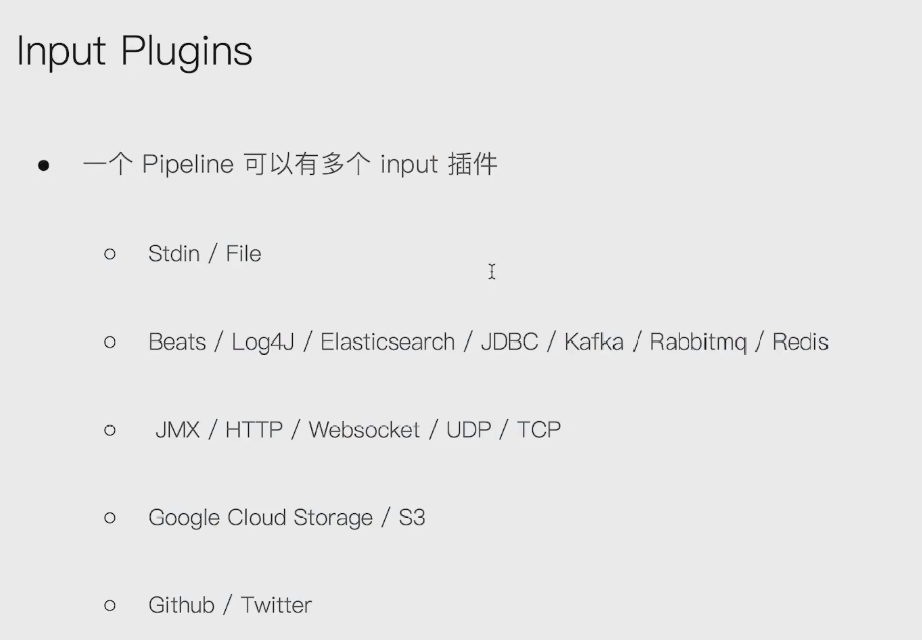 Input Plugins
一个 Pipeline 可以有多个 input 插件
Stdin / File
Beats / Log4J / Elasticsearch / JDBC / Kafka / Rabbitmq / Redis
JMX / HTTP / Websocket / UDP / TCP
Google Cloud Storage / S3
Github / Twitter